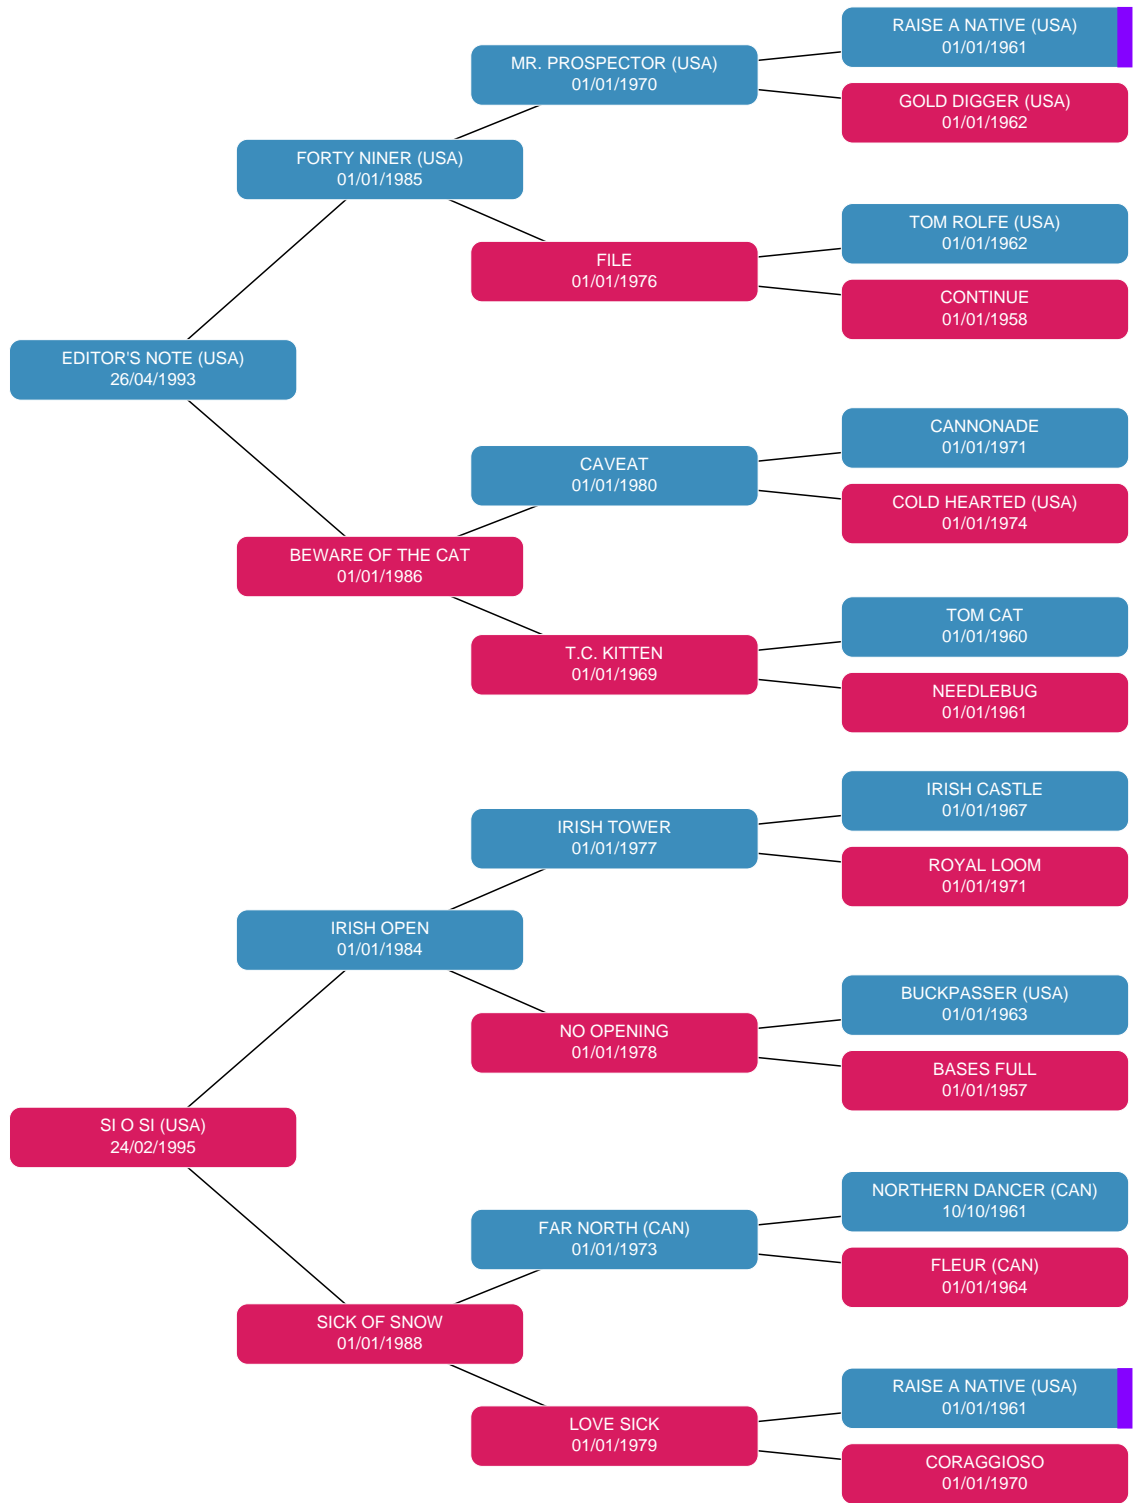 RAISE A NATIVE (USA)
01/01/1961
MR. PROSPECTOR (USA)
01/01/1970
GOLD DIGGER (USA)
01/01/1962
FORTY NINER (USA)
01/01/1985
TOM ROLFE (USA)
01/01/1962
FILE
01/01/1976
CONTINUE
01/01/1958
EDITOR'S NOTE (USA)
26/04/1993
CANNONADE
01/01/1971
CAVEAT
01/01/1980
COLD HEARTED (USA)
01/01/1974
BEWARE OF THE CAT
01/01/1986
TOM CAT
01/01/1960
T.C. KITTEN
01/01/1969
NEEDLEBUG
01/01/1961
IRISH CASTLE
01/01/1967
IRISH TOWER
01/01/1977
ROYAL LOOM
01/01/1971
IRISH OPEN
01/01/1984
BUCKPASSER (USA)
01/01/1963
NO OPENING
01/01/1978
BASES FULL
01/01/1957
SI O SI (USA)
24/02/1995
NORTHERN DANCER (CAN)
10/10/1961
FAR NORTH (CAN)
01/01/1973
FLEUR (CAN)
01/01/1964
SICK OF SNOW
01/01/1988
RAISE A NATIVE (USA)
01/01/1961
LOVE SICK
01/01/1979
CORAGGIOSO
01/01/1970